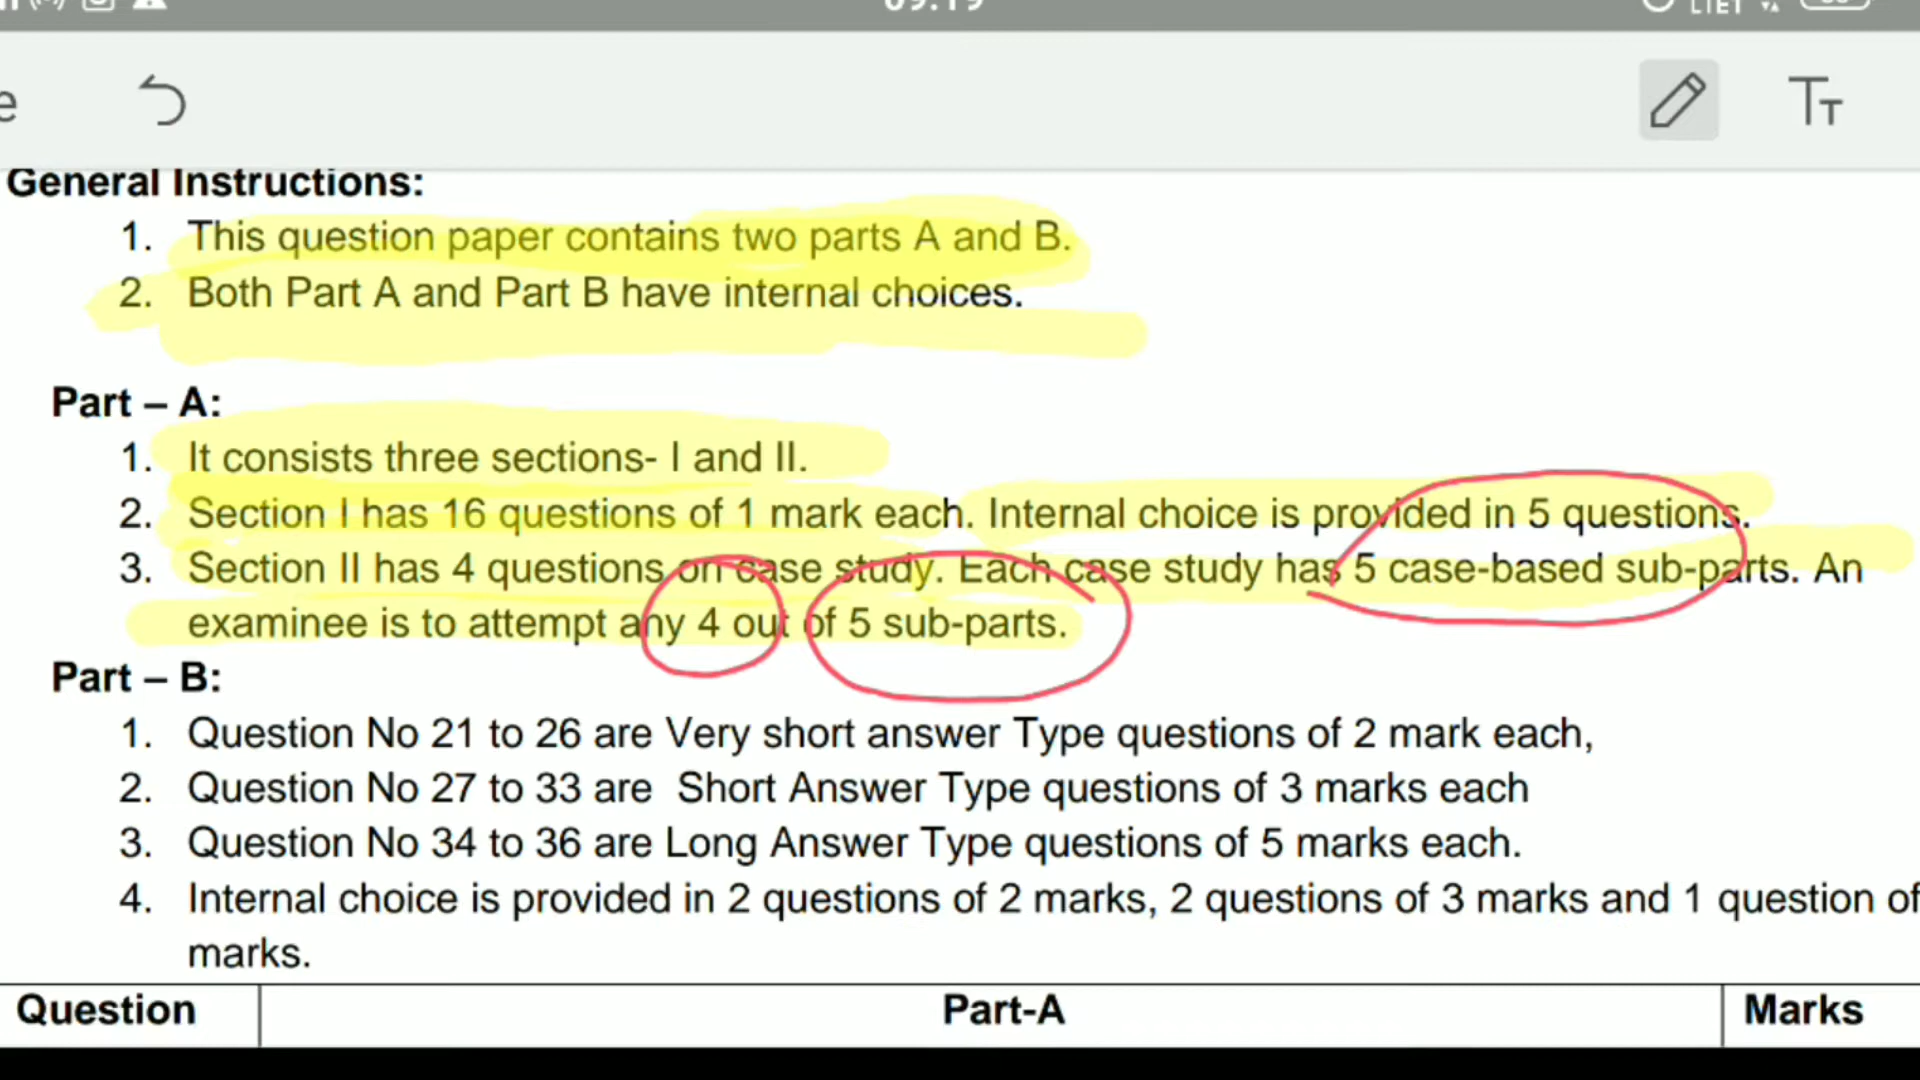 09:19
LTE1
e
TT
General Instructions:
1. This question paper contains two parts A and B.
2. Both Part A and Part B have internal choices.
Part – A:
1. It consists three sections- I and II.
2. Section I has 16 questions of 1 mark each. Internal choice is provided in 5 questions.
3. Section II has 4 questions on case study. Each case study has 5 case-based sub-parts. An
examinee is to attempt any 4 out of 5 sub-parts.
Part – B:
1. Question No 21 to 26 are Very short answer Type questions of 2 mark each,
2. Question No 27 to 33 are Short Answer Type questions of 3 marks each
3. Question No 34 to 36 are Long Answer Type questions of 5 marks each.
4. Internal choice is provided in 2 questions of 2 marks, 2 questions of 3 marks and 1 question of
marks.
Question Part-A Marks